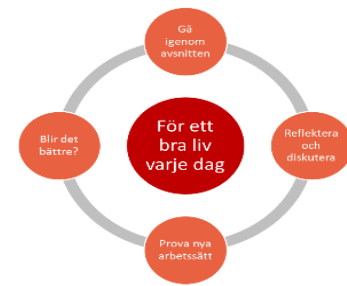 Gå
igenom
avsnitten
För ett
bra liv
varje dag
Reflektera
och
diskutera
Prova nya
arbetssätt
Blir det
bättre?